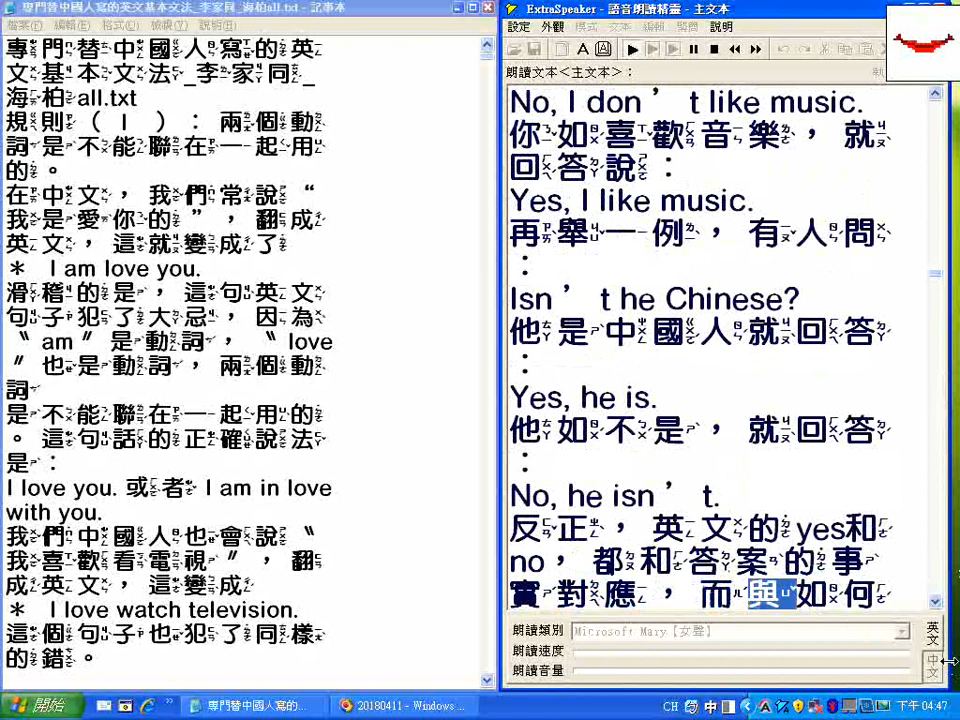 專門替中國人寫的英文基本文法_李家同_海柏all.txt - 記事本
檔案(F) 編輯(E) 格式(O) 檢視(V) 說明(H)
專門替中國人寫的英
文基本文法_李家同_
海柏all.txt
規則(1):兩個動
詞是不能聯在一起用
的。
在中文,我們常說“
我是愛你的”,翻成
英文,這就變成了
* I am love you.
滑稽的是,這句英文
句子犯了大忌,因為
〝am〞是動詞,〝love
〞也是動詞,兩個動
詞
是不能聯在一起用的
。這句話的正確說法
是:
I love you. 或者 I am in love
with you.
我們中國人也會說〝
我喜歡看電視〞,翻
成英文,這變成
* I love watch television.
這個句子也犯了同樣
的錯。
ExtraSpeaker - 語音朗讀精靈 - 主文本
設定 外觀 模式 文本 編輯 說明
朗讀文本<主文本>:
No, I don’t like music.
你如喜歡音樂,就
回答說:
Yes, I like music.
再舉一例,有人問
:
Isn’t he Chinese?
他是中國人就回答
:
Yes, he is.
他如不是,就回答
:
No, he isn’t.
反正,英文的yes和
no,都和答案的事
實對應,而與如何
朗讀類別 Microsoft Mary【女聲】
朗讀速度
朗讀音量
英文
中文
開始
專門替中國人寫的...
20180411 - Windows ...
CH 中
下午 04:47